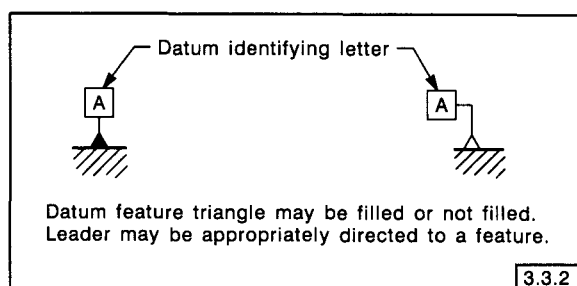 Datum identifying letter
A
A
Datum feature triangle may be filled or not filled.
Leader may be appropriately directed to a feature.
3.3.2